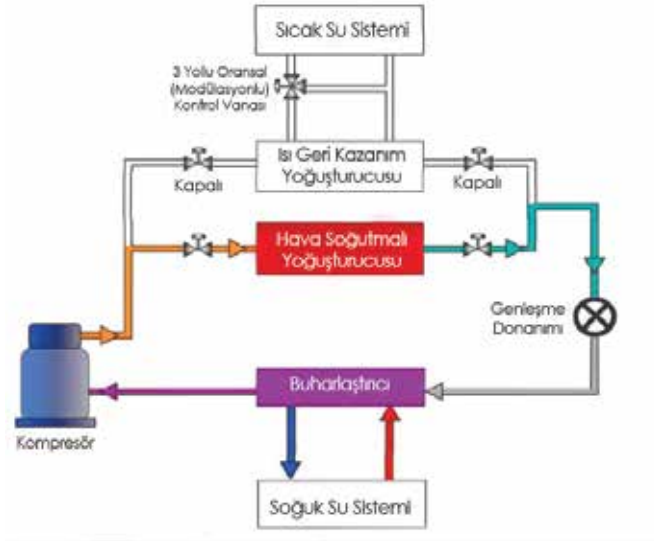 Sıcak Su Sistemi
3 Yollu Oransal
(Modülasyonlu)
Kontrol Vanası
Isı Geri Kazanım
Yoğuşturucusu
Kapalı
Kapalı
Hava Soğutmalı
Yoğuşturucusu
Genleşme
Donanımı
Buharlaştırıcı
Kompresör
Soğuk Su Sistemi